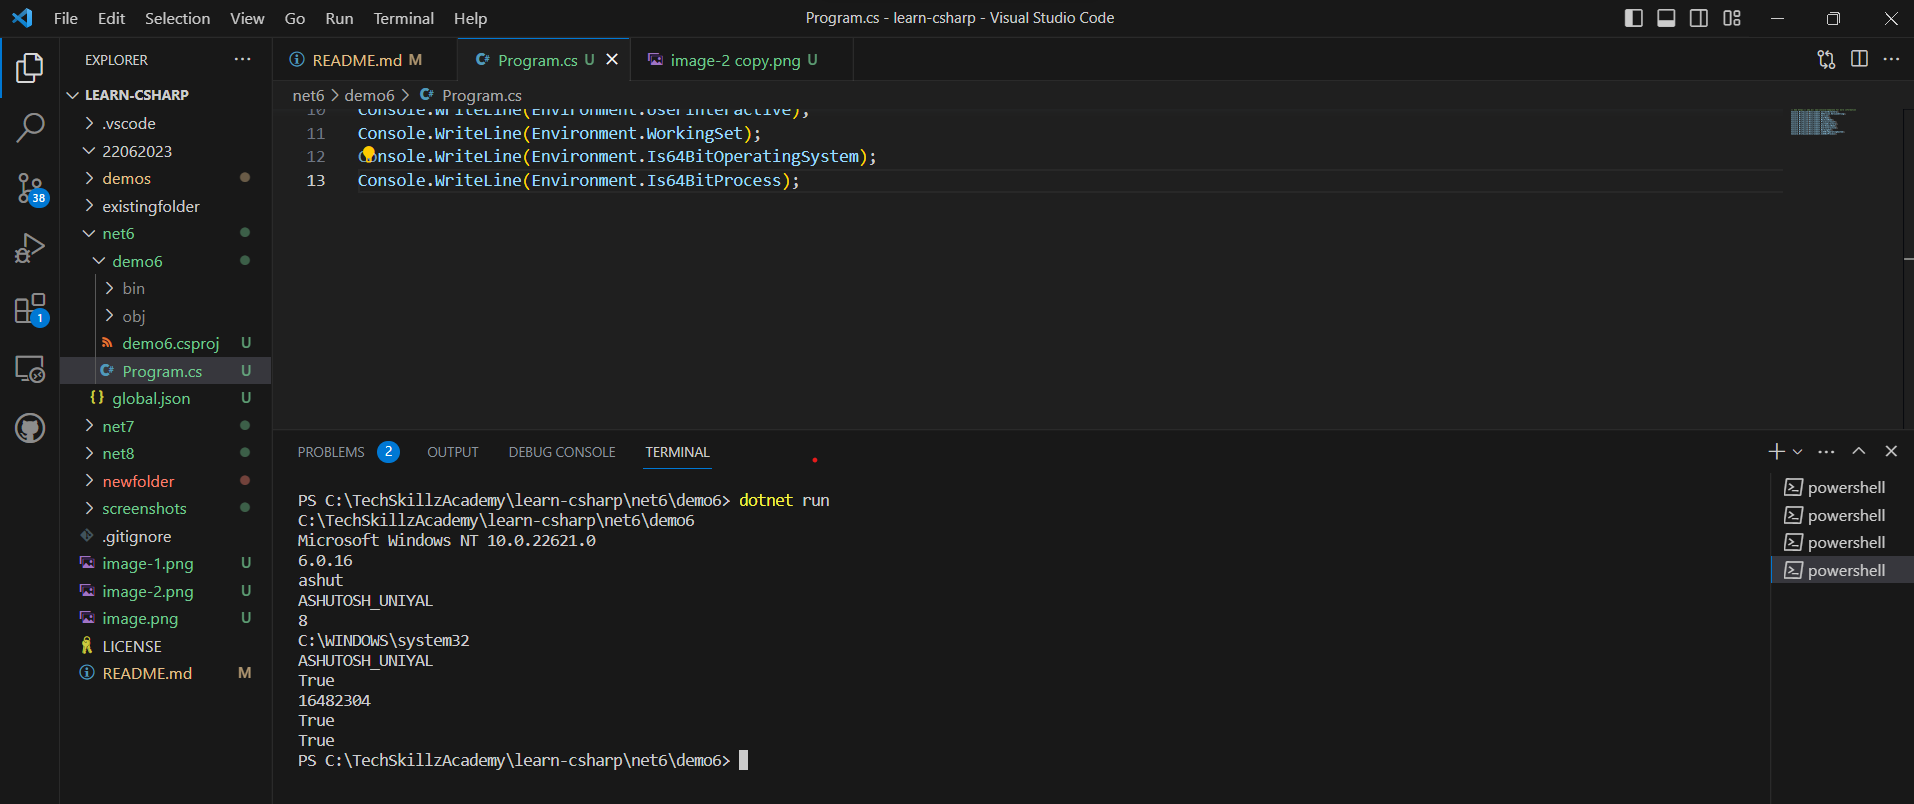 File Edit Selection View Go Run Terminal Help
Program.cs - learn-csharp - Visual Studio Code
EXPLORER
LEARN-CSHARP
.vscode
22062023
demos
existingfolder
net6
demo6
bin
obj
demo6.csproj U
Program.cs U
global.json U
net7
net8
newfolder
screenshots
.gitignore
image-1.png U
image-2.png U
image.png U
LICENSE
README.md M
38
1
README.md M
Program.cs U
image-2 copy.png U
net6 > demo6 > Program.cs
10 Console.WriteLine(Environment.UserInteractive);
11 Console.WriteLine(Environment.WorkingSet);
12 Console.WriteLine(Environment.Is64BitOperatingSystem);
13 Console.WriteLine(Environment.Is64BitProcess);
PROBLEMS 2 OUTPUT DEBUG CONSOLE TERMINAL
PS C:\TechSkillzAcademy\learn-csharp\net6\demo6> dotnet run
C:\TechSkillzAcademy\learn-csharp\net6\demo6
Microsoft Windows NT 10.0.22621.0
6.0.16
ashut
ASHUTOSH_UNIYAL
8
C:\WINDOWS\system32
ASHUTOSH_UNIYAL
True
16482304
True
True
PS C:\TechSkillzAcademy\learn-csharp\net6\demo6>
powershell
powershell
powershell
powershell